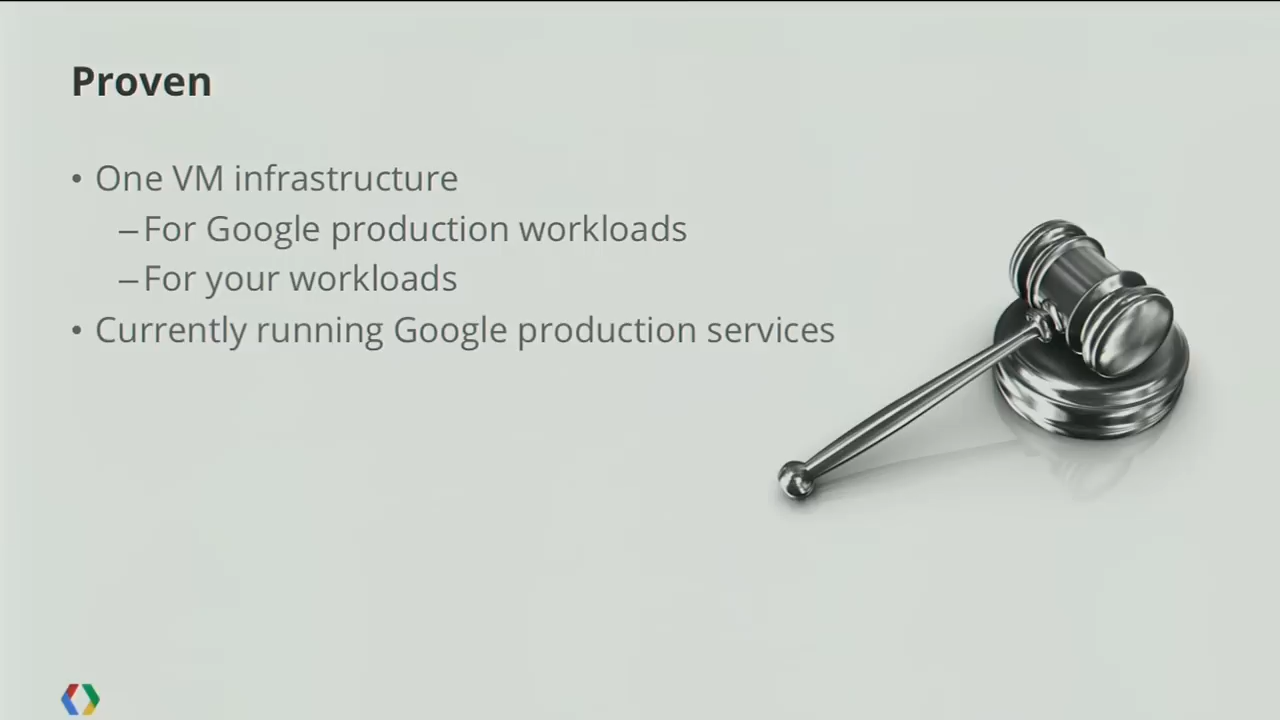 Proven
• One VM infrastructure
–For Google production workloads
–For your workloads
• Currently running Google production services